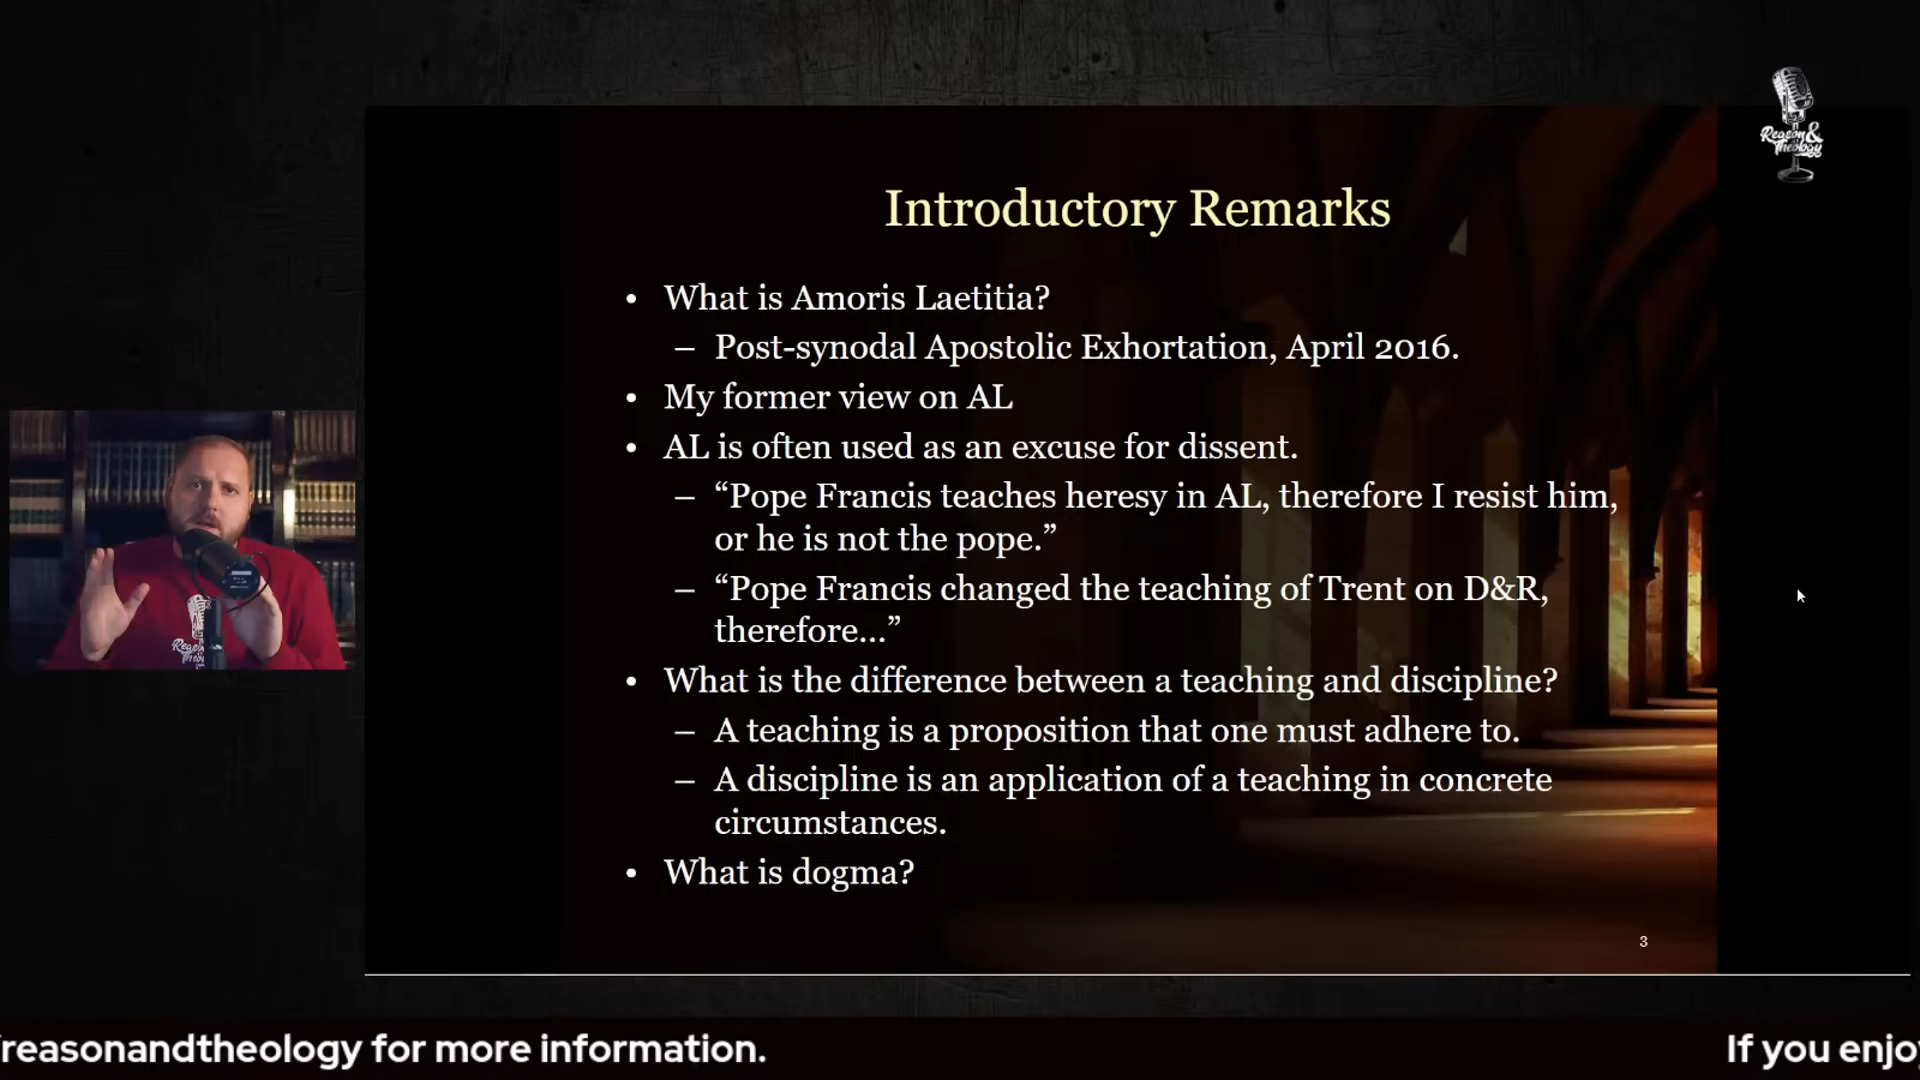 Reason &
Theology
Introductory Remarks
• What is Amoris Laetitia?
– Post-synodal Apostolic Exhortation, April 2016.
• My former view on AL
• AL is often used as an excuse for dissent.
– “Pope Francis teaches heresy in AL, therefore I resist him,
or he is not the pope.”
– “Pope Francis changed the teaching of Trent on D&R,
therefore...”
• What is the difference between a teaching and discipline?
– A teaching is a proposition that one must adhere to.
– A discipline is an application of a teaching in concrete
circumstances.
• What is dogma?
3
/reasonandtheology for more information.
If you enjoy